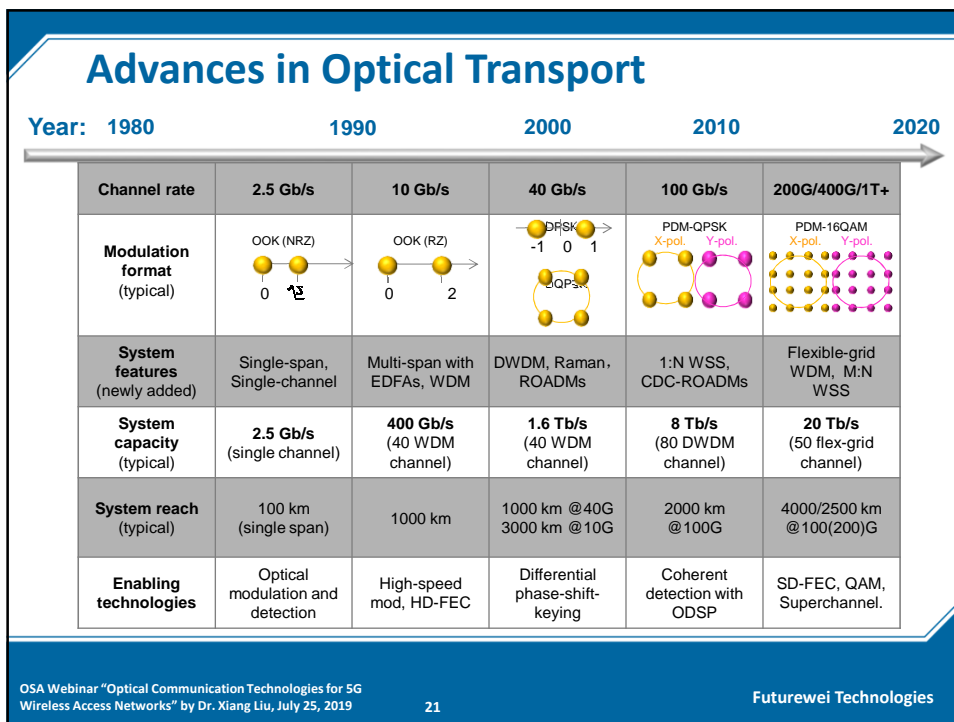 Advances in Optical Transport
Year: 1980 1990 2000 2010 2020
Channel rate 2.5 Gb/s 10 Gb/s 40 Gb/s 100 Gb/s 200G/400G/1T+
Modulation
format
(typical)
OOK (NRZ)
0
OOK (RZ)
0 2
DPSK
-1 0 1
DQPSK
PDM-QPSK
X-pol. Y-pol.
PDM-16QAM
X-pol. Y-pol.
System
features
(newly added)
Single-span,
Single-channel
Multi-span with
EDFAs, WDM
DWDM, Raman，
ROADMs
1:N WSS,
CDC-ROADMs
Flexible-grid
WDM, M:N
WSS
System
capacity
(typical)
2.5 Gb/s
(single channel)
400 Gb/s
(40 WDM
channel)
1.6 Tb/s
(40 WDM
channel)
8 Tb/s
(80 DWDM
channel)
20 Tb/s
(50 flex-grid
channel)
System reach
(typical)
100 km
(single span)
1000 km
1000 km @40G
3000 km @10G
2000 km
@100G
4000/2500 km
@100(200)G
Enabling
technologies
Optical
modulation and
detection
High-speed
mod, HD-FEC
Differential
phase-shift-
keying
Coherent
detection with
ODSP
SD-FEC, QAM,
Superchannel.
OSA Webinar “Optical Communication Technologies for 5G
Wireless Access Networks” by Dr. Xiang Liu, July 25, 2019
21
Futurewei Technologies